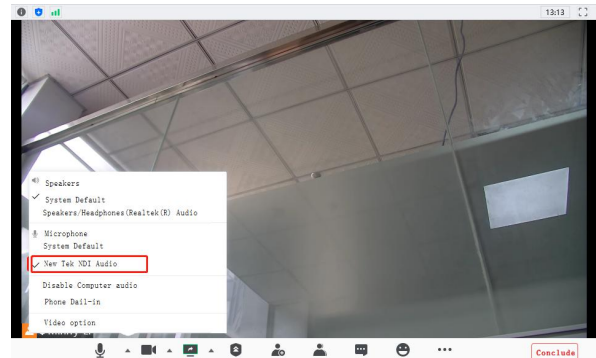 13:13
Speakers
System Default
Speakers/Headphones(Realtek(R) Audio
Microphone
System Default
New Tek NDI Audio
Disable Computer audio
Phone Dail-in
Video option
Conclude